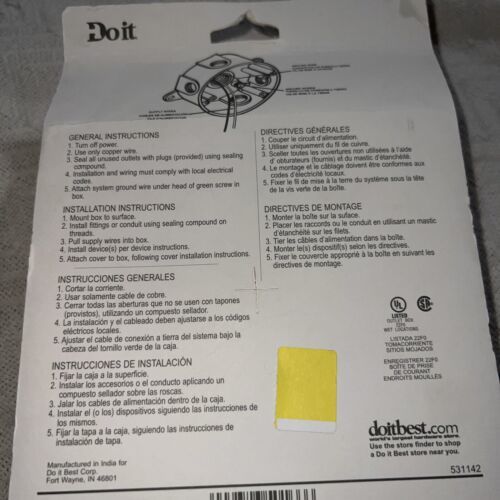 Do it
SUPPLY WIRES
CABLES DE ALIMENTACIÓN
FILS D'ALIMENTATION
GENERAL INSTRUCTIONS
1. Turn off power.
2. Use only copper wire.
3. Seal all unused outlets with plugs (provided) using sealing
compound.
4. Installation and wiring must comply with local electrical
codes.
5. Attach system ground wire under head of green screw in
box.
INSTALLATION INSTRUCTIONS
1. Mount box to surface.
2. Install fittings or conduit using sealing compound on
threads.
3. Pull supply wires into box.
4. Install device(s) per device instructions.
5. Attach cover to box, following cover installation instructions.
INSTRUCCIONES GENERALES
1. Cortar la corriente.
2. Usar solamente cable de cobre.
3. Cerrar todas las aberturas que no se usen con tapones
(provistos), utilizando un compuesto sellador.
4. La instalación y el cableado deben ajustarse a los códigos
eléctricos locales.
5. Ajustar el cable de conexión a tierra del sistema bajo la
cabeza del tornillo verde de la caja.
INSTRUCCIONES DE INSTALACIÓN
1. Fijar la caja a la superficie.
2. Instalar los accesorios o el conducto aplicando un
compuesto sellador sobre las roscas.
3. Jalar los cables de alimentación dentro de la caja.
4. Instalar el (o los) dispositivos siguiendo las instrucciones de
los mismos.
5. Fijar la tapa a la caja, siguiendo las instrucciones de
instalación de tapa.
Manufactured in India for
Do it Best Corp.
Fort Wayne, IN 46801
DIRECTIVES GÉNÉRALES
1. Couper le circuit d'alimentation.
2. Utiliser uniquement du fil de cuivre.
3. Sceller toutes les ouvertures non utilisées à l'aide
d' obturateurs (fournis) et du mastic d'étanchéité.
4. Le montage et le câblage doivent être conformes aux
codes d'électricité locaux.
5. Fixer le fil de mise à la terre du système sous la tête
de la vis verte de la boîte.
DIRECTIVES DE MONTAGE
1. Monter la boîte sur la suface.
2. Placer les raccords ou le conduit en utilisant un mastic
d'étanchéité sur les filets.
3. Tier les câbles d'alimentation dans la boîte.
4. Monter le(s) dispositif(s) selon les directives.
5. Fixer le couvercle approprié à la boîte en suivant les
directives de montage.
UL
LISTED
OUTLET BOX
22F0
WET LOCATIONS
LISTADA 22F0
TOMACORRIENTE
SITIOS MOJADOS
ENREGISTRER 22F0
BOÎTE DE PRISE
DE COURANT
ENDROITS MOUILLES
doitbest.com
world's largest hardware store.
Use the store finder to shop
a Do it Best store near you.
531142